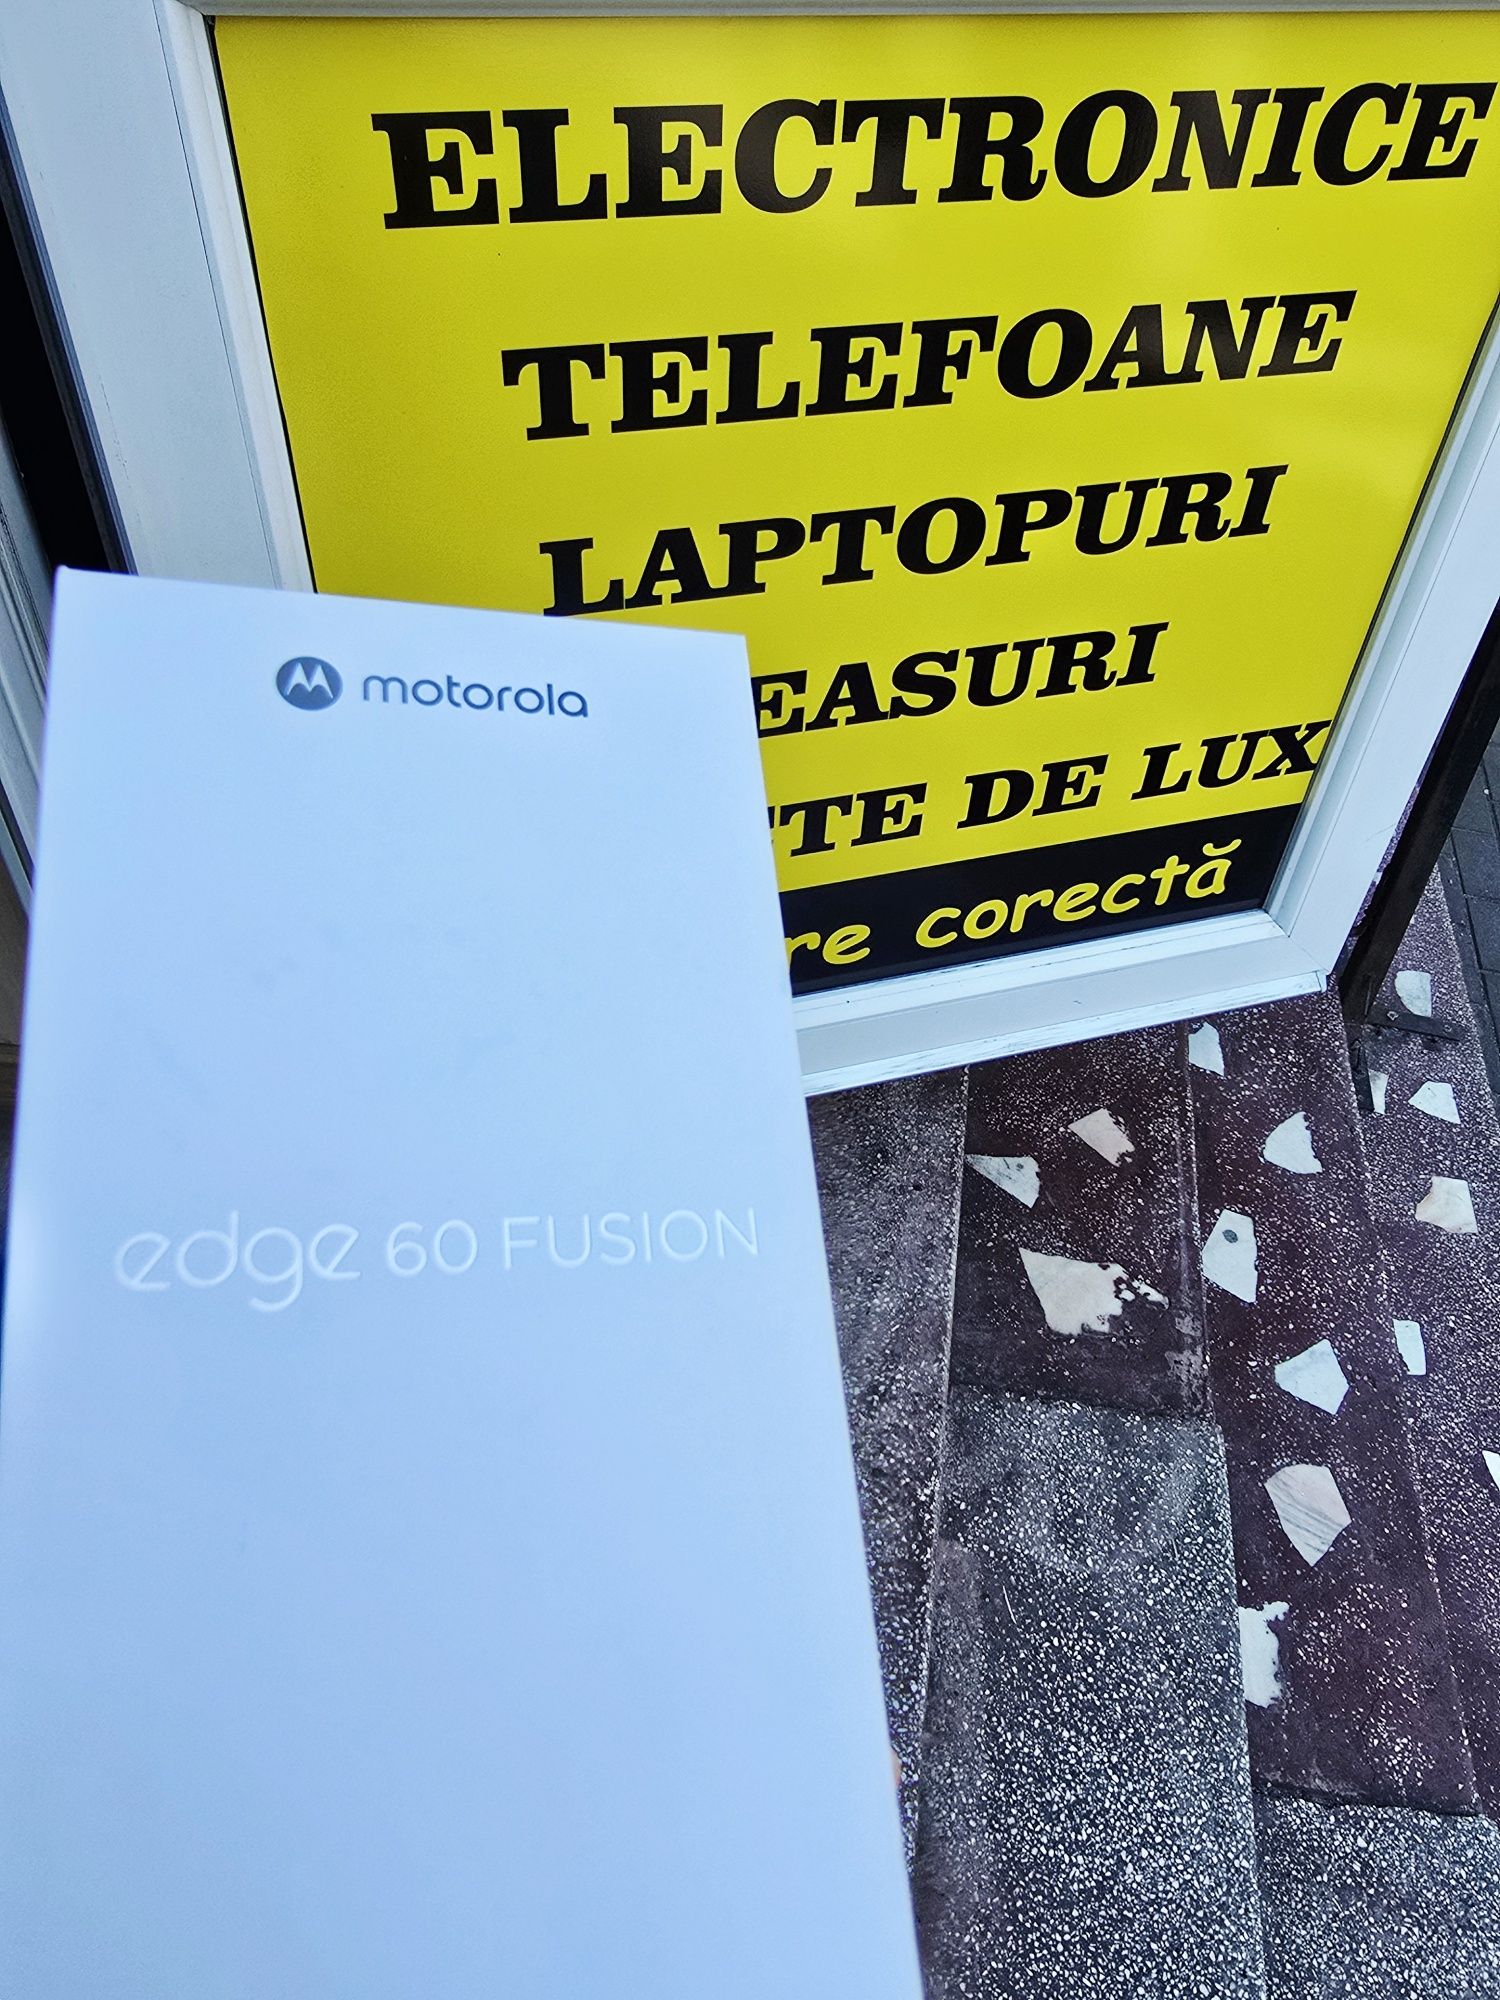 ELECTRONICE
TELEFOANE
LAPTOPURI
EASURI
TE DE LUX
re corectă
motorola
edge 60 FUSION